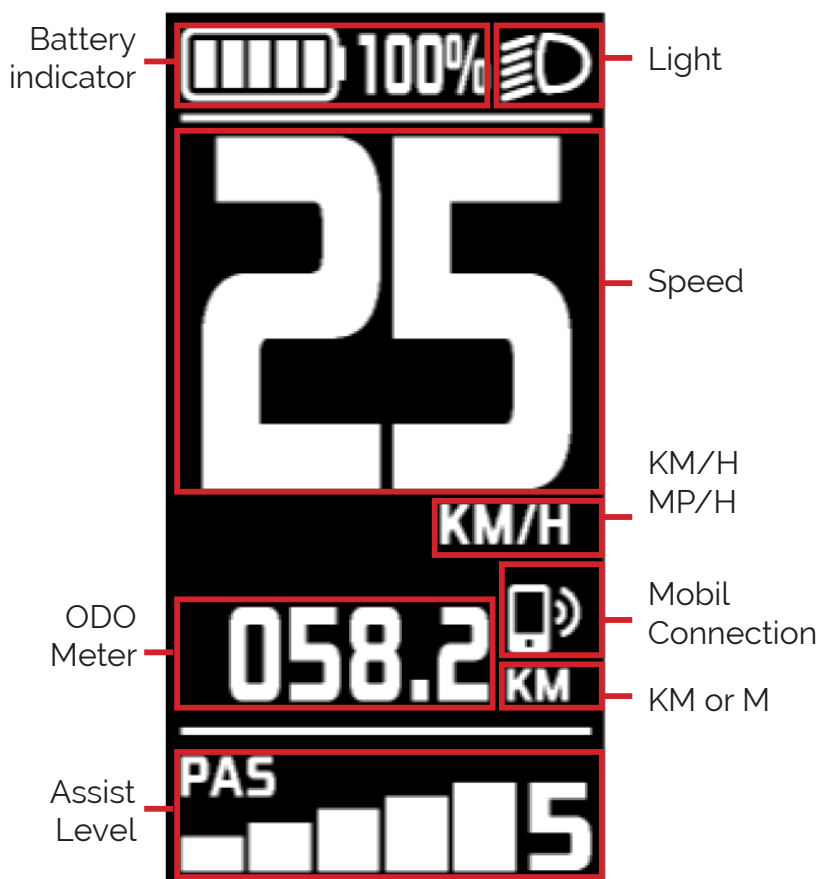 Battery
indicator
100%
Light
25
Speed
KM/H
MP/H
KM/H
Mobil
Connection
ODO
Meter
058.2
KM
KM or M
PAS
5
Assist
Level